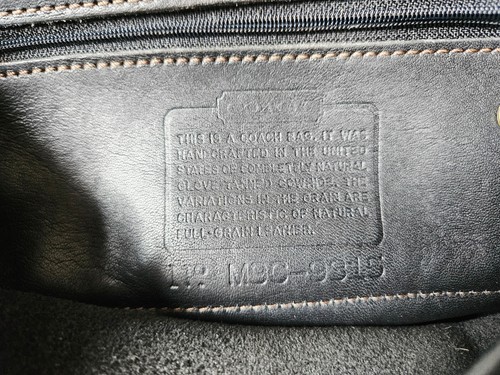 COACH
THIS IS A COACH BAG. IT WAS
HANDCRAFTED IN THE UNITED
STATES OF COMPLETELY NATURAL
GLOVE TANNED COWHIDE. THE
VARIATIONS IN THE GRAIN ARE
CHARACTERISTIC OF NATURAL
FULL-GRAIN LEATHER.